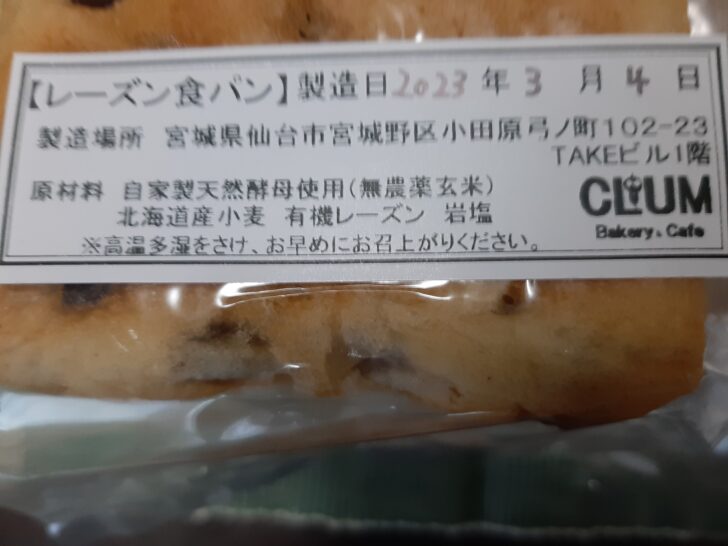 【レーズン食パン】製造日2023年3月4日
製造場所 宮城県仙台市宮城野区小田原弓ノ町102-23
TAKEビル1階
原材料 自家製天然酵母使用(無農薬玄米)
北海道産小麦 有機レーズン 岩塩
※高温多湿をさけ、お早めにお召上がりください。
CLIUM
Bakery、Cafe